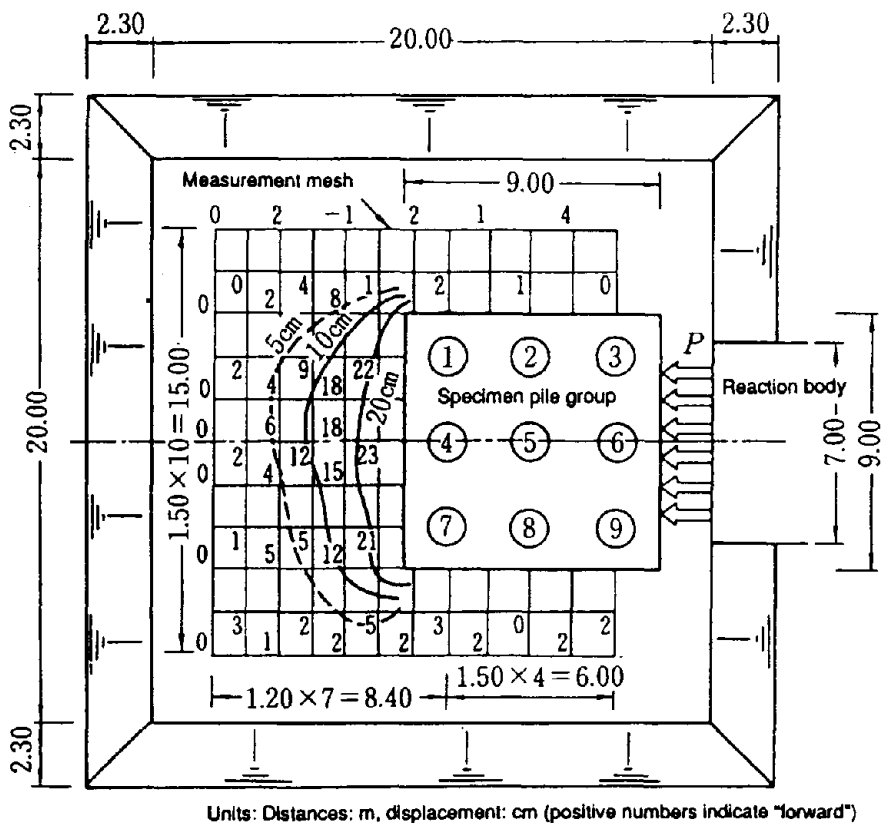 2.30 20.00 2.30
2.30
Measurement mesh
9.00
0 2 -1 2 1 4
0 4 1 2 1 0
0 2 8
5cm
10cm
20cm
1 2 3
P
2 9 22
0 4 18
Specimen pile group
Reaction body
0 6 18
4 5 6
2 12 23
0 4 15
7 8 9
1 5 21
0 5 12
3 2 -5 3 0 2
0 1 2 2 2 2
1.50×10=15.00
20.00
7.00
9.00
1.20×7=8.40
1.50×4=6.00
2.30
Units: Distances: m, displacement: cm (positive numbers indicate "forward")